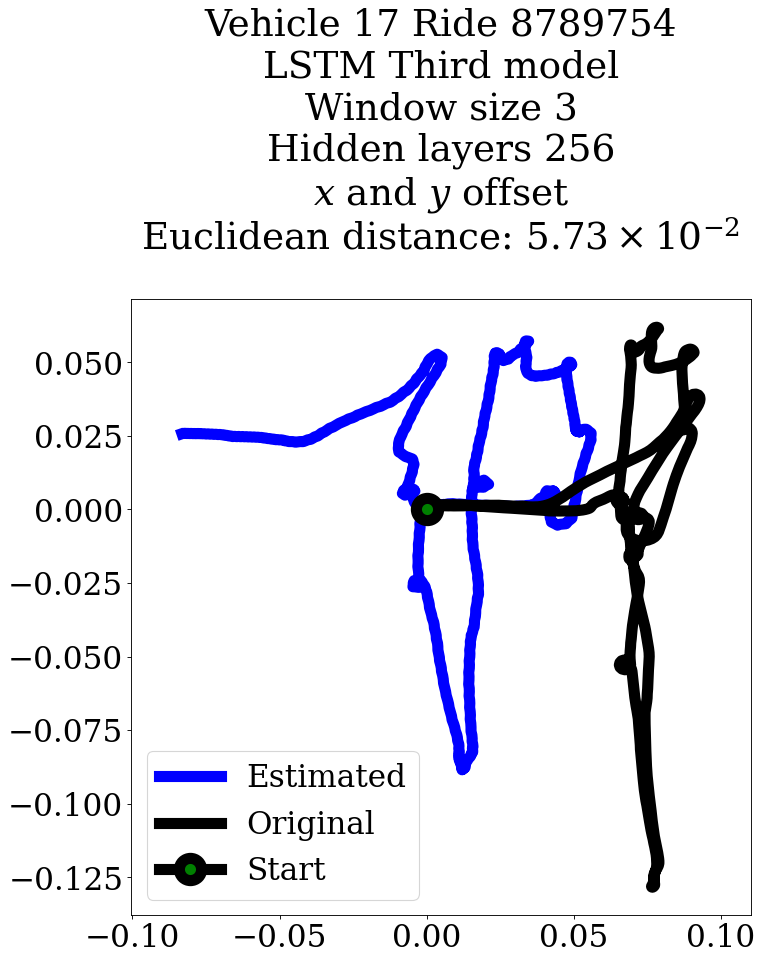 Vehicle 17 Ride 8789754
LSTM Third model
Window size 3
Hidden layers 256
x and y offset
Euclidean distance: 5.73 × 10⁻²
0.050
0.025
0.000
−0.025
−0.050
−0.075
−0.100
−0.125
Estimated
Original
Start
−0.10 −0.05 0.00 0.05 0.10